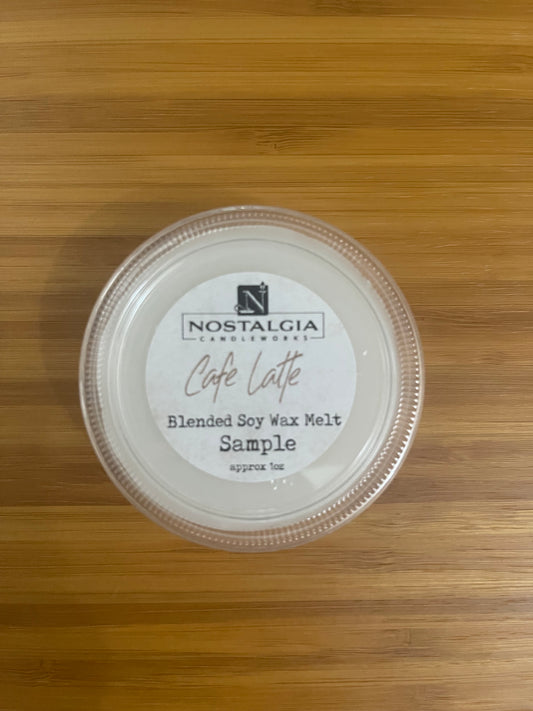 N
NOSTALGIA
CANDLEWORKS
Cafe Latte
Blended Soy Wax Melt
Sample
approx 1oz